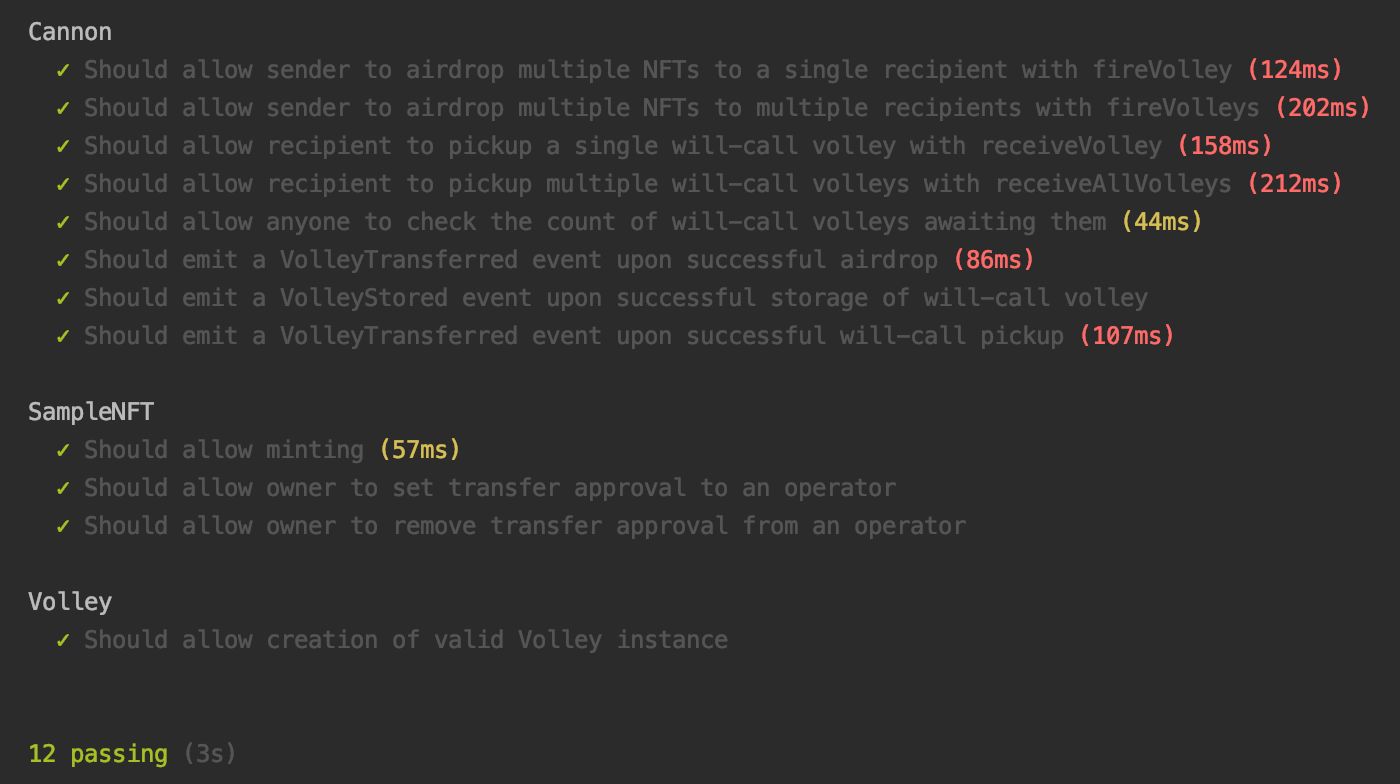 Cannon
✓ Should allow sender to airdrop multiple NFTs to a single recipient with fireVolley (124ms)
✓ Should allow sender to airdrop multiple NFTs to multiple recipients with fireVolleys (202ms)
✓ Should allow recipient to pickup a single will-call volley with receiveVolley (158ms)
✓ Should allow recipient to pickup multiple will-call volleys with receiveAllVolleys (212ms)
✓ Should allow anyone to check the count of will-call volleys awaiting them (44ms)
✓ Should emit a VolleyTransferred event upon successful airdrop (86ms)
✓ Should emit a VolleyStored event upon successful storage of will-call volley
✓ Should emit a VolleyTransferred event upon successful will-call pickup (107ms)
SampleNFT
✓ Should allow minting (57ms)
✓ Should allow owner to set transfer approval to an operator
✓ Should allow owner to remove transfer approval from an operator
Volley
✓ Should allow creation of valid Volley instance
12 passing (3s)